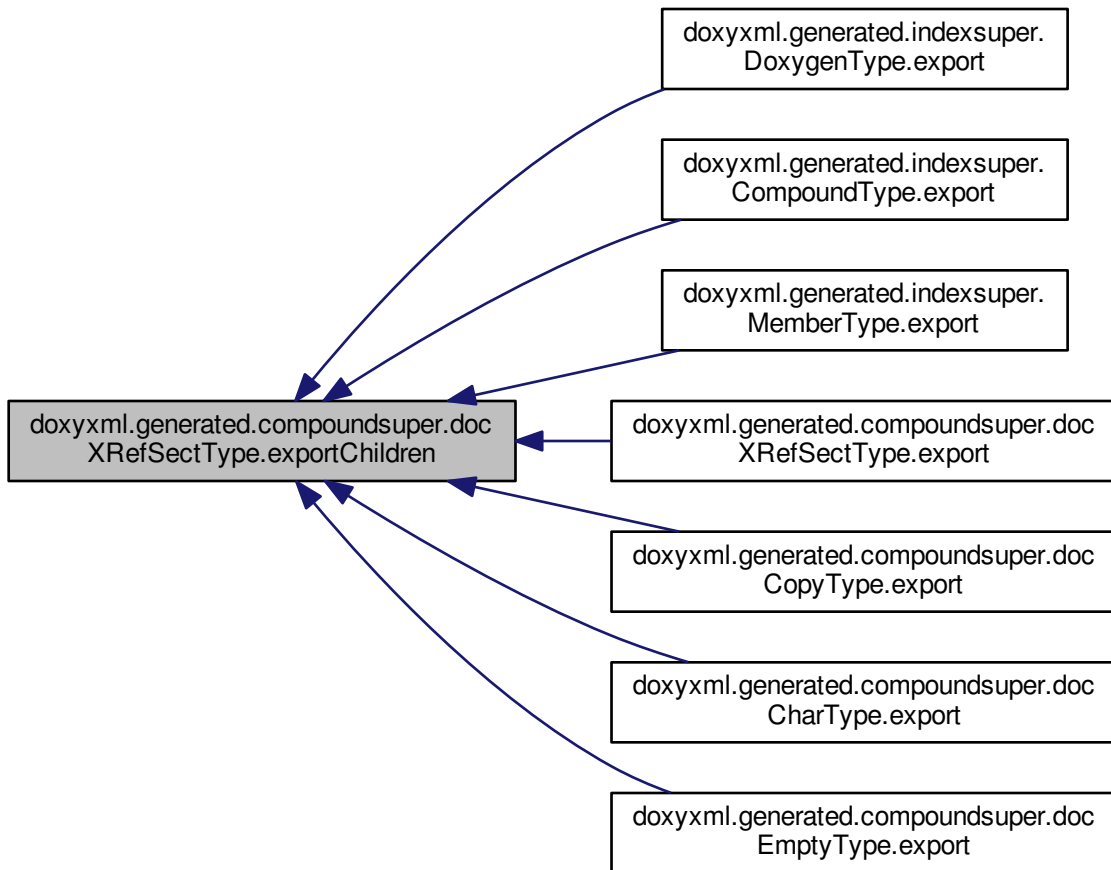 doxyxml.generated.indexsuper.
DoxygenType.export
doxyxml.generated.indexsuper.
CompoundType.export
doxyxml.generated.indexsuper.
MemberType.export
doxyxml.generated.compoundsuper.doc
XRefSectType.exportChildren
doxyxml.generated.compoundsuper.doc
XRefSectType.export
doxyxml.generated.compoundsuper.doc
CopyType.export
doxyxml.generated.compoundsuper.doc
CharType.export
doxyxml.generated.compoundsuper.doc
EmptyType.export